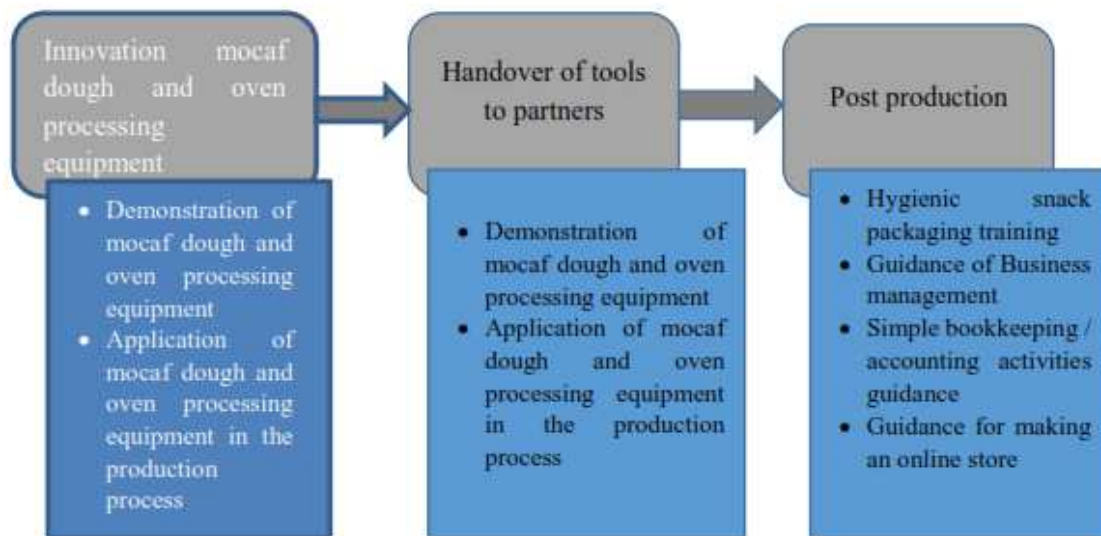 Innovation mocaf
dough and oven
processing
equipment
• Demonstration of
mocaf dough and
oven processing
equipment
• Application of
mocaf dough and
oven processing
equipment in the
production
process
Handover of tools
to partners
• Demonstration of
mocaf dough and oven
processing equipment
• Application of mocaf
dough and oven
processing equipment
in the production
process
Post production
• Hygienic snack
packaging training
• Guidance of Business
management
• Simple bookkeeping /
accounting activities
guidance
• Guidance for making
an online store